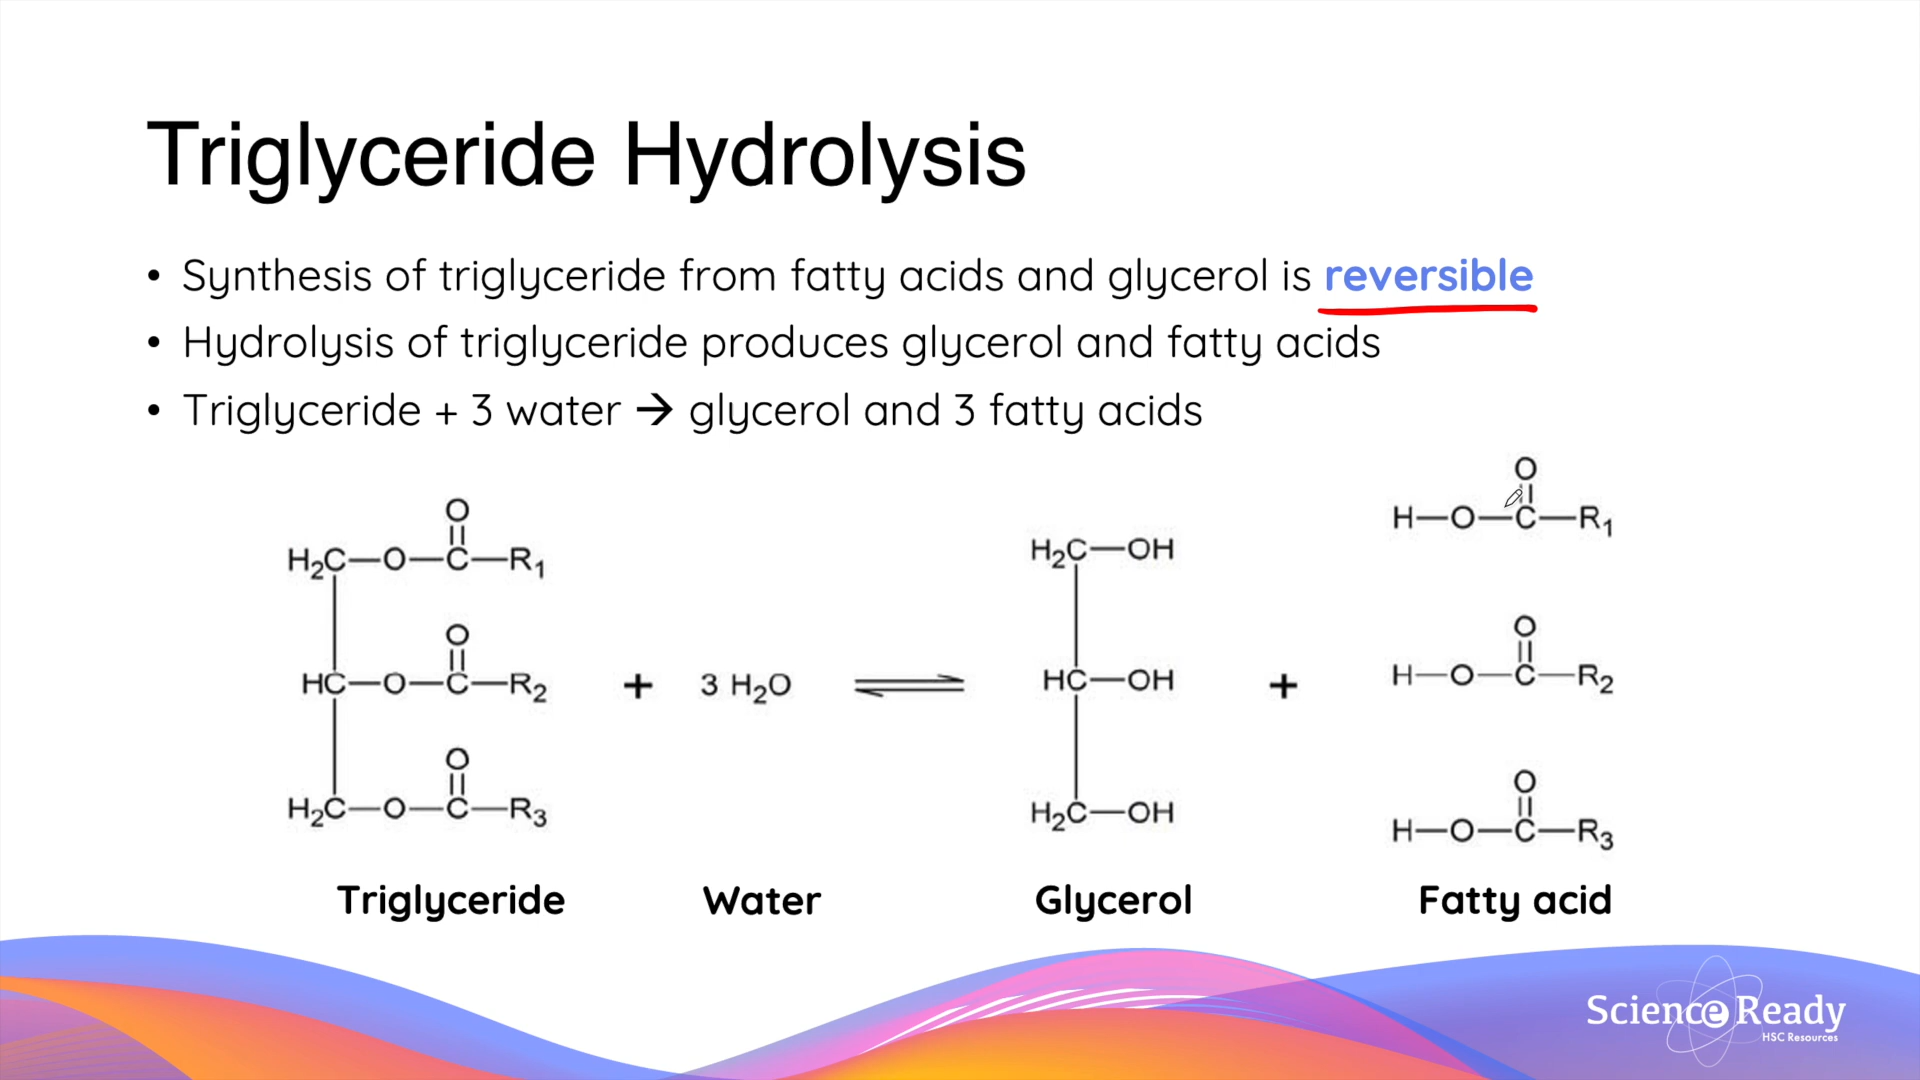 Triglyceride Hydrolysis
• Synthesis of triglyceride from fatty acids and glycerol is reversible
• Hydrolysis of triglyceride produces glycerol and fatty acids
• Triglyceride + 3 water → glycerol and 3 fatty acids
O
H₂C—O—C—R₁
O
HC—O—C—R₂
O
H₂C—O—C—R₃
+
3 H₂O
⇌
H₂C—OH
HC—OH
H₂C—OH
+
O
H—O—C—R₁
O
H—O—C—R₂
O
H—O—C—R₃
Triglyceride
Water
Glycerol
Fatty acid
Science Ready
HSC Resources